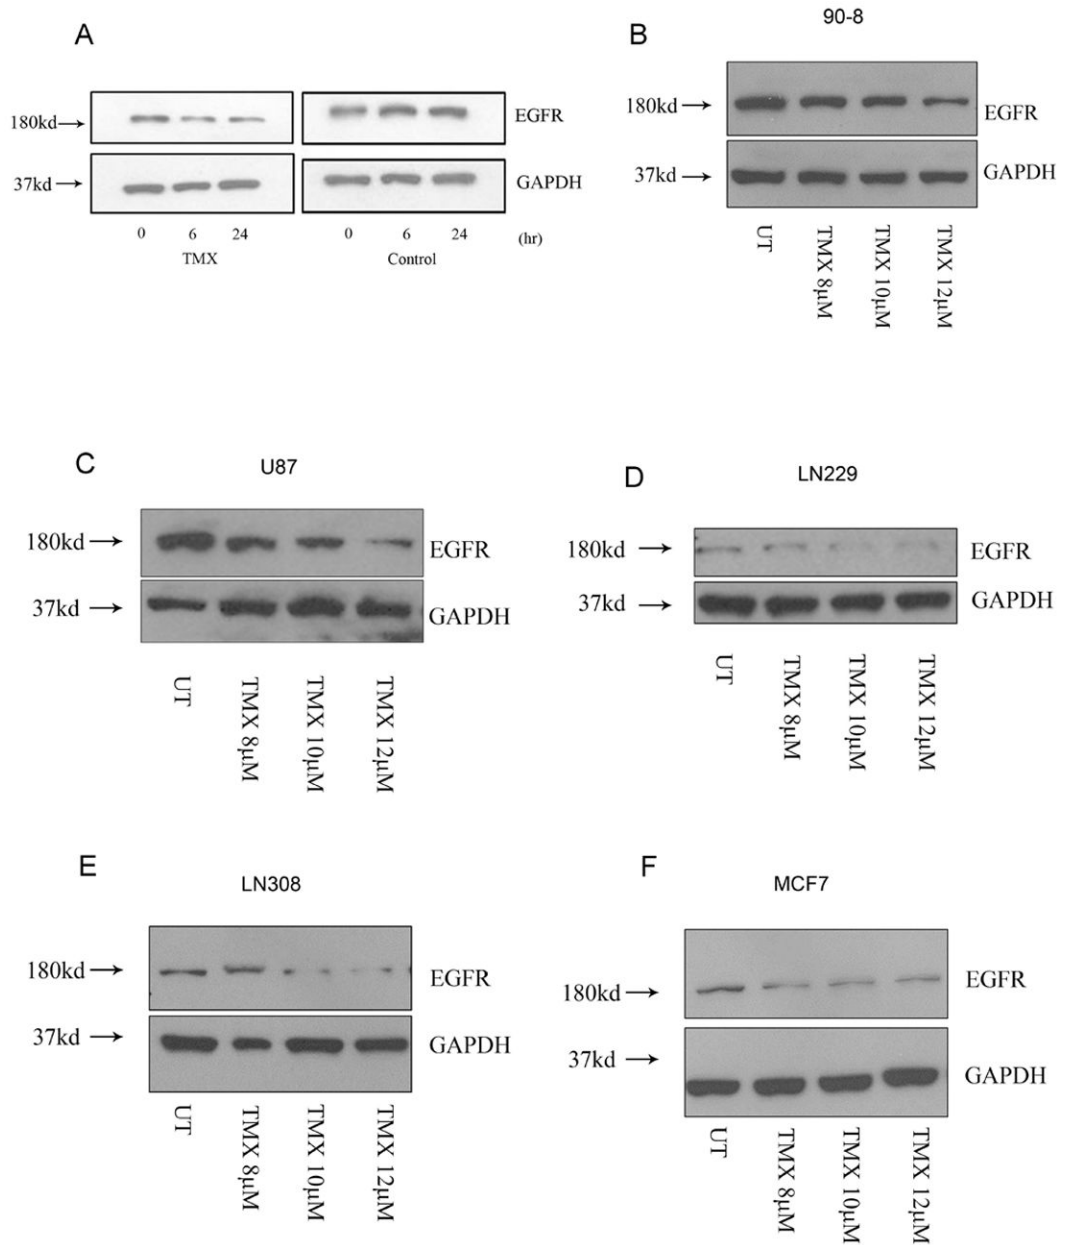 A
180kd
EGFR
37kd
GAPDH
0 6 24 0 6 24 (hr)
TMX Control
B
90-8
180kd
EGFR
37kd
GAPDH
UT
TMX 8μM
TMX 10μM
TMX 12μM
C
U87
180kd
EGFR
37kd
GAPDH
UT
TMX 8μM
TMX 10μM
TMX 12μM
D
LN229
180kd
EGFR
37kd
GAPDH
UT
TMX 8μM
TMX 10μM
TMX 12μM
E
LN308
180kd
EGFR
37kd
GAPDH
UT
TMX 8μM
TMX 10μM
TMX 12μM
F
MCF7
180kd
EGFR
37kd
GAPDH
UT
TMX 8μM
TMX 10μM
TMX 12μM